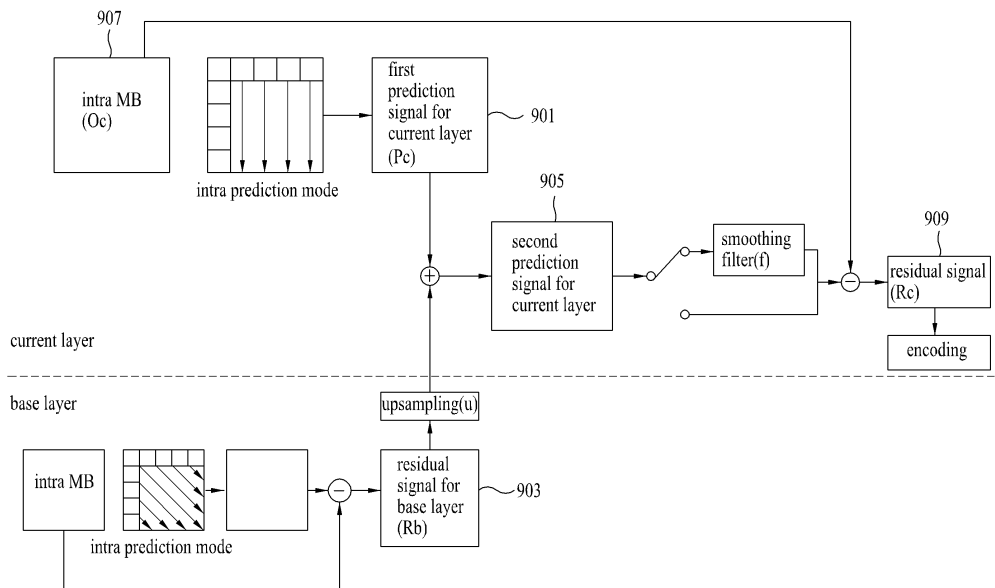 907
intra MB
(Oc)
intra prediction mode
first
prediction
signal for
current layer
(Pc)
901
905
second
prediction
signal for
current layer
smoothing
filter(f)
909
residual signal
(Rc)
encoding
current layer
base layer
upsampling(u)
intra MB
intra prediction mode
residual
signal for
base layer
(Rb)
903